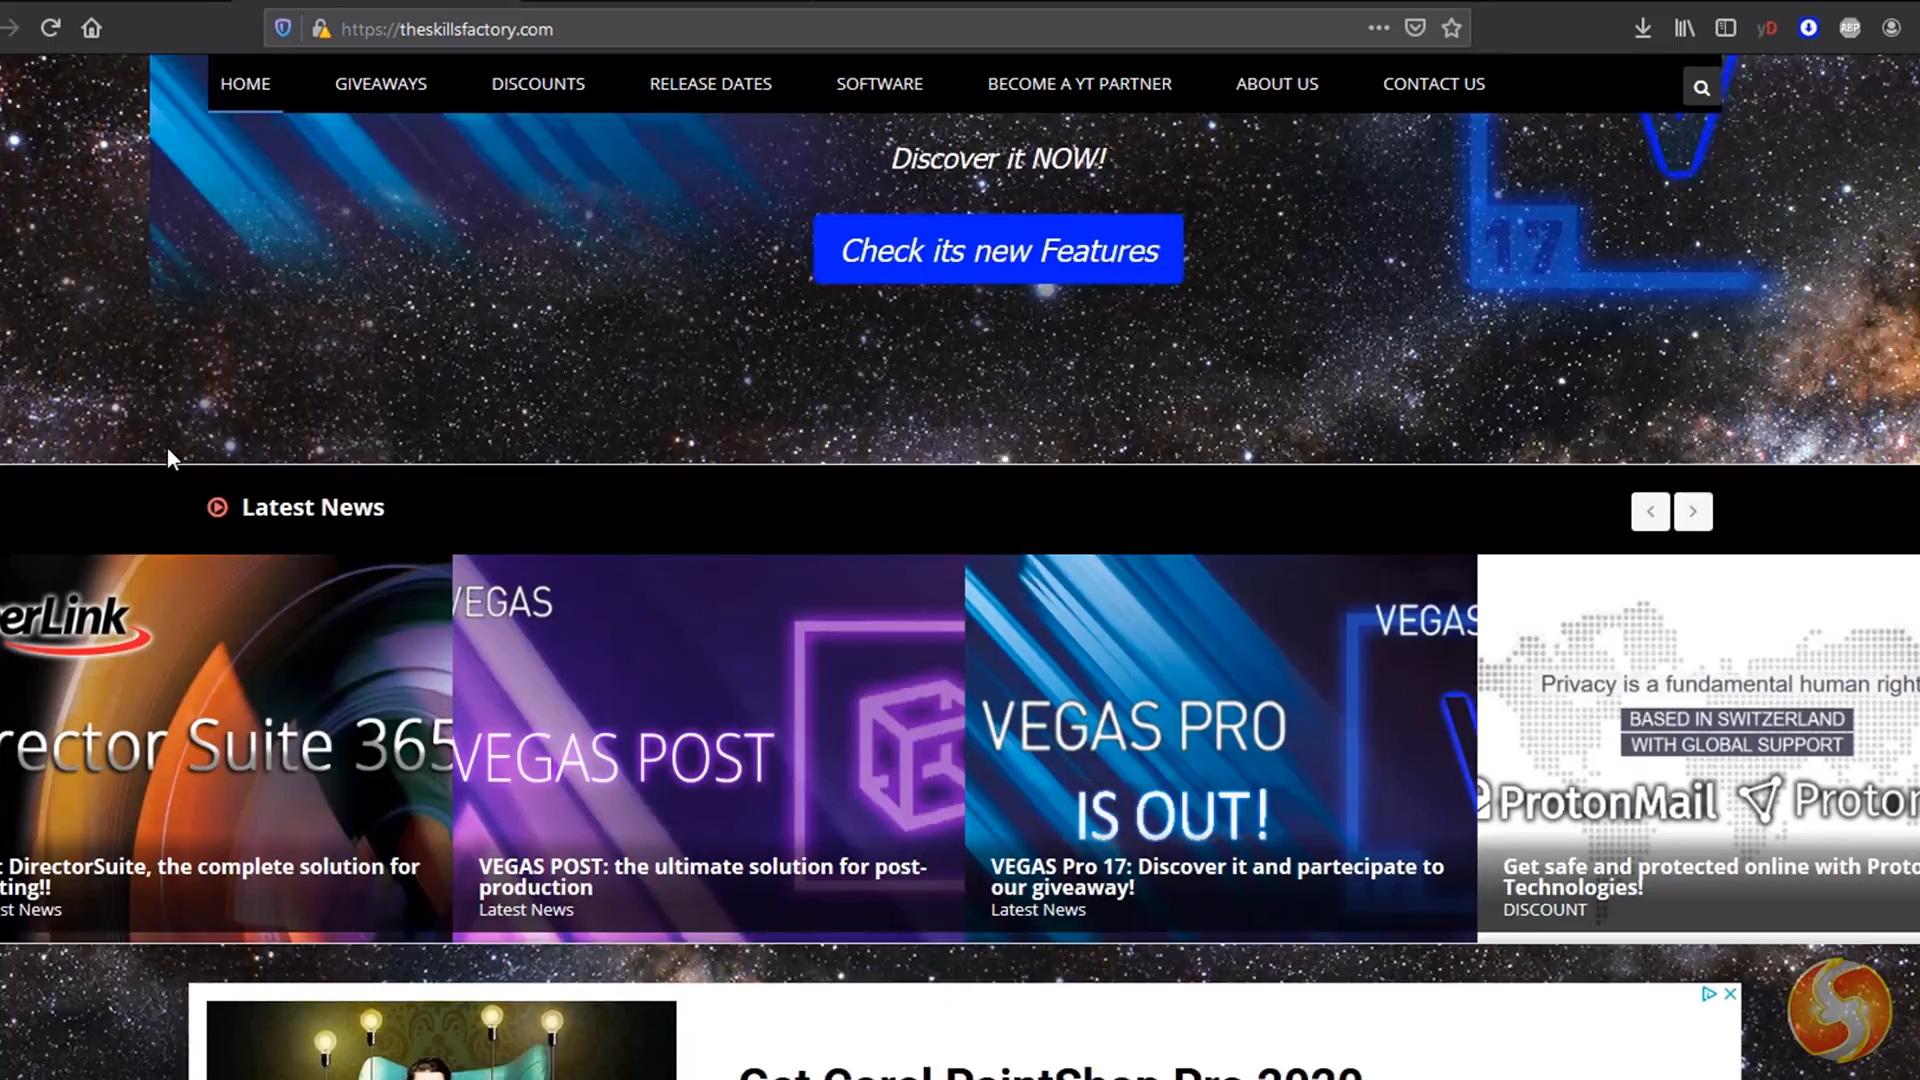 https://theskillsfactory.com
yD
ABP
HOME GIVEAWAYS DISCOUNTS RELEASE DATES SOFTWARE BECOME A YT PARTNER ABOUT US CONTACT US
Discover it NOW!
Check its new Features
17
Latest News
erLink
rector Suite 365
DirectorSuite, the complete solution for
ting!!
st News
VEGAS
VEGAS POST
VEGAS POST: the ultimate solution for post-
production
Latest News
VEGAS
VEGAS PRO
IS OUT!
VEGAS Pro 17: Discover it and partecipate to
our giveaway!
Latest News
Privacy is a fundamental human right
BASED IN SWITZERLAND
WITH GLOBAL SUPPORT
ProtonMail Proton
Get safe and protected online with Proto
Technologies!
DISCOUNT
Get Corel PaintShop Pro 2020